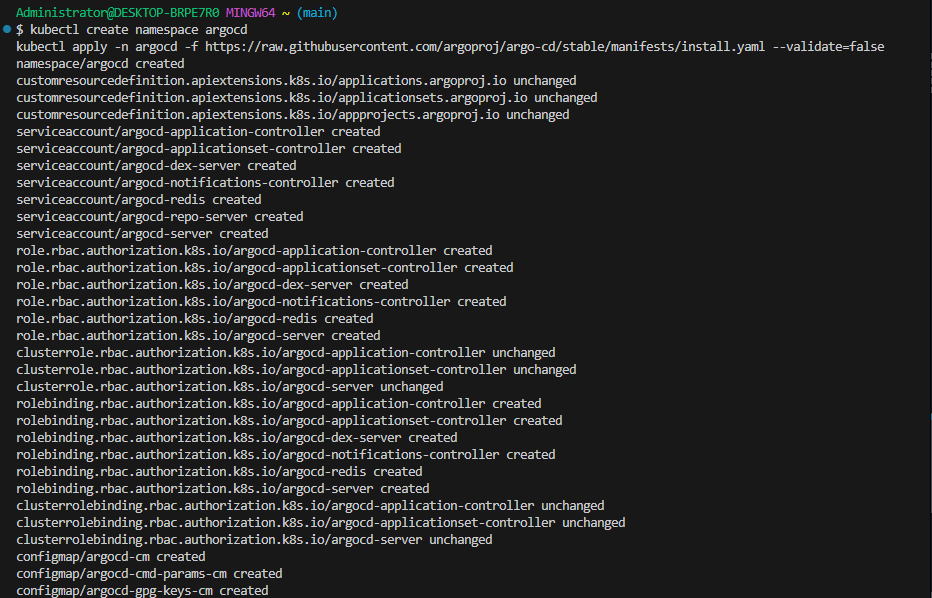 Administrator@DESKTOP-BRPE7R0 MINGW64 ~ (main)
$ kubectl create namespace argocd
kubectl apply -n argocd -f https://raw.githubusercontent.com/argoproj/argo-cd/stable/manifests/install.yaml --validate=false
namespace/argocd created
customresourcedefinition.apiextensions.k8s.io/applications.argoproj.io unchanged
customresourcedefinition.apiextensions.k8s.io/applicationsets.argoproj.io unchanged
customresourcedefinition.apiextensions.k8s.io/appprojects.argoproj.io unchanged
serviceaccount/argocd-application-controller created
serviceaccount/argocd-applicationset-controller created
serviceaccount/argocd-dex-server created
serviceaccount/argocd-notifications-controller created
serviceaccount/argocd-redis created
serviceaccount/argocd-repo-server created
serviceaccount/argocd-server created
role.rbac.authorization.k8s.io/argocd-application-controller created
role.rbac.authorization.k8s.io/argocd-applicationset-controller created
role.rbac.authorization.k8s.io/argocd-dex-server created
role.rbac.authorization.k8s.io/argocd-notifications-controller created
role.rbac.authorization.k8s.io/argocd-redis created
role.rbac.authorization.k8s.io/argocd-server created
clusterrole.rbac.authorization.k8s.io/argocd-application-controller unchanged
clusterrole.rbac.authorization.k8s.io/argocd-applicationset-controller unchanged
clusterrole.rbac.authorization.k8s.io/argocd-server unchanged
rolebinding.rbac.authorization.k8s.io/argocd-application-controller created
rolebinding.rbac.authorization.k8s.io/argocd-applicationset-controller created
rolebinding.rbac.authorization.k8s.io/argocd-dex-server created
rolebinding.rbac.authorization.k8s.io/argocd-notifications-controller created
rolebinding.rbac.authorization.k8s.io/argocd-redis created
rolebinding.rbac.authorization.k8s.io/argocd-server created
clusterrolebinding.rbac.authorization.k8s.io/argocd-application-controller unchanged
clusterrolebinding.rbac.authorization.k8s.io/argocd-applicationset-controller unchanged
clusterrolebinding.rbac.authorization.k8s.io/argocd-server unchanged
configmap/argocd-cm created
configmap/argocd-cmd-params-cm created
configmap/argocd-gpg-keys-cm created